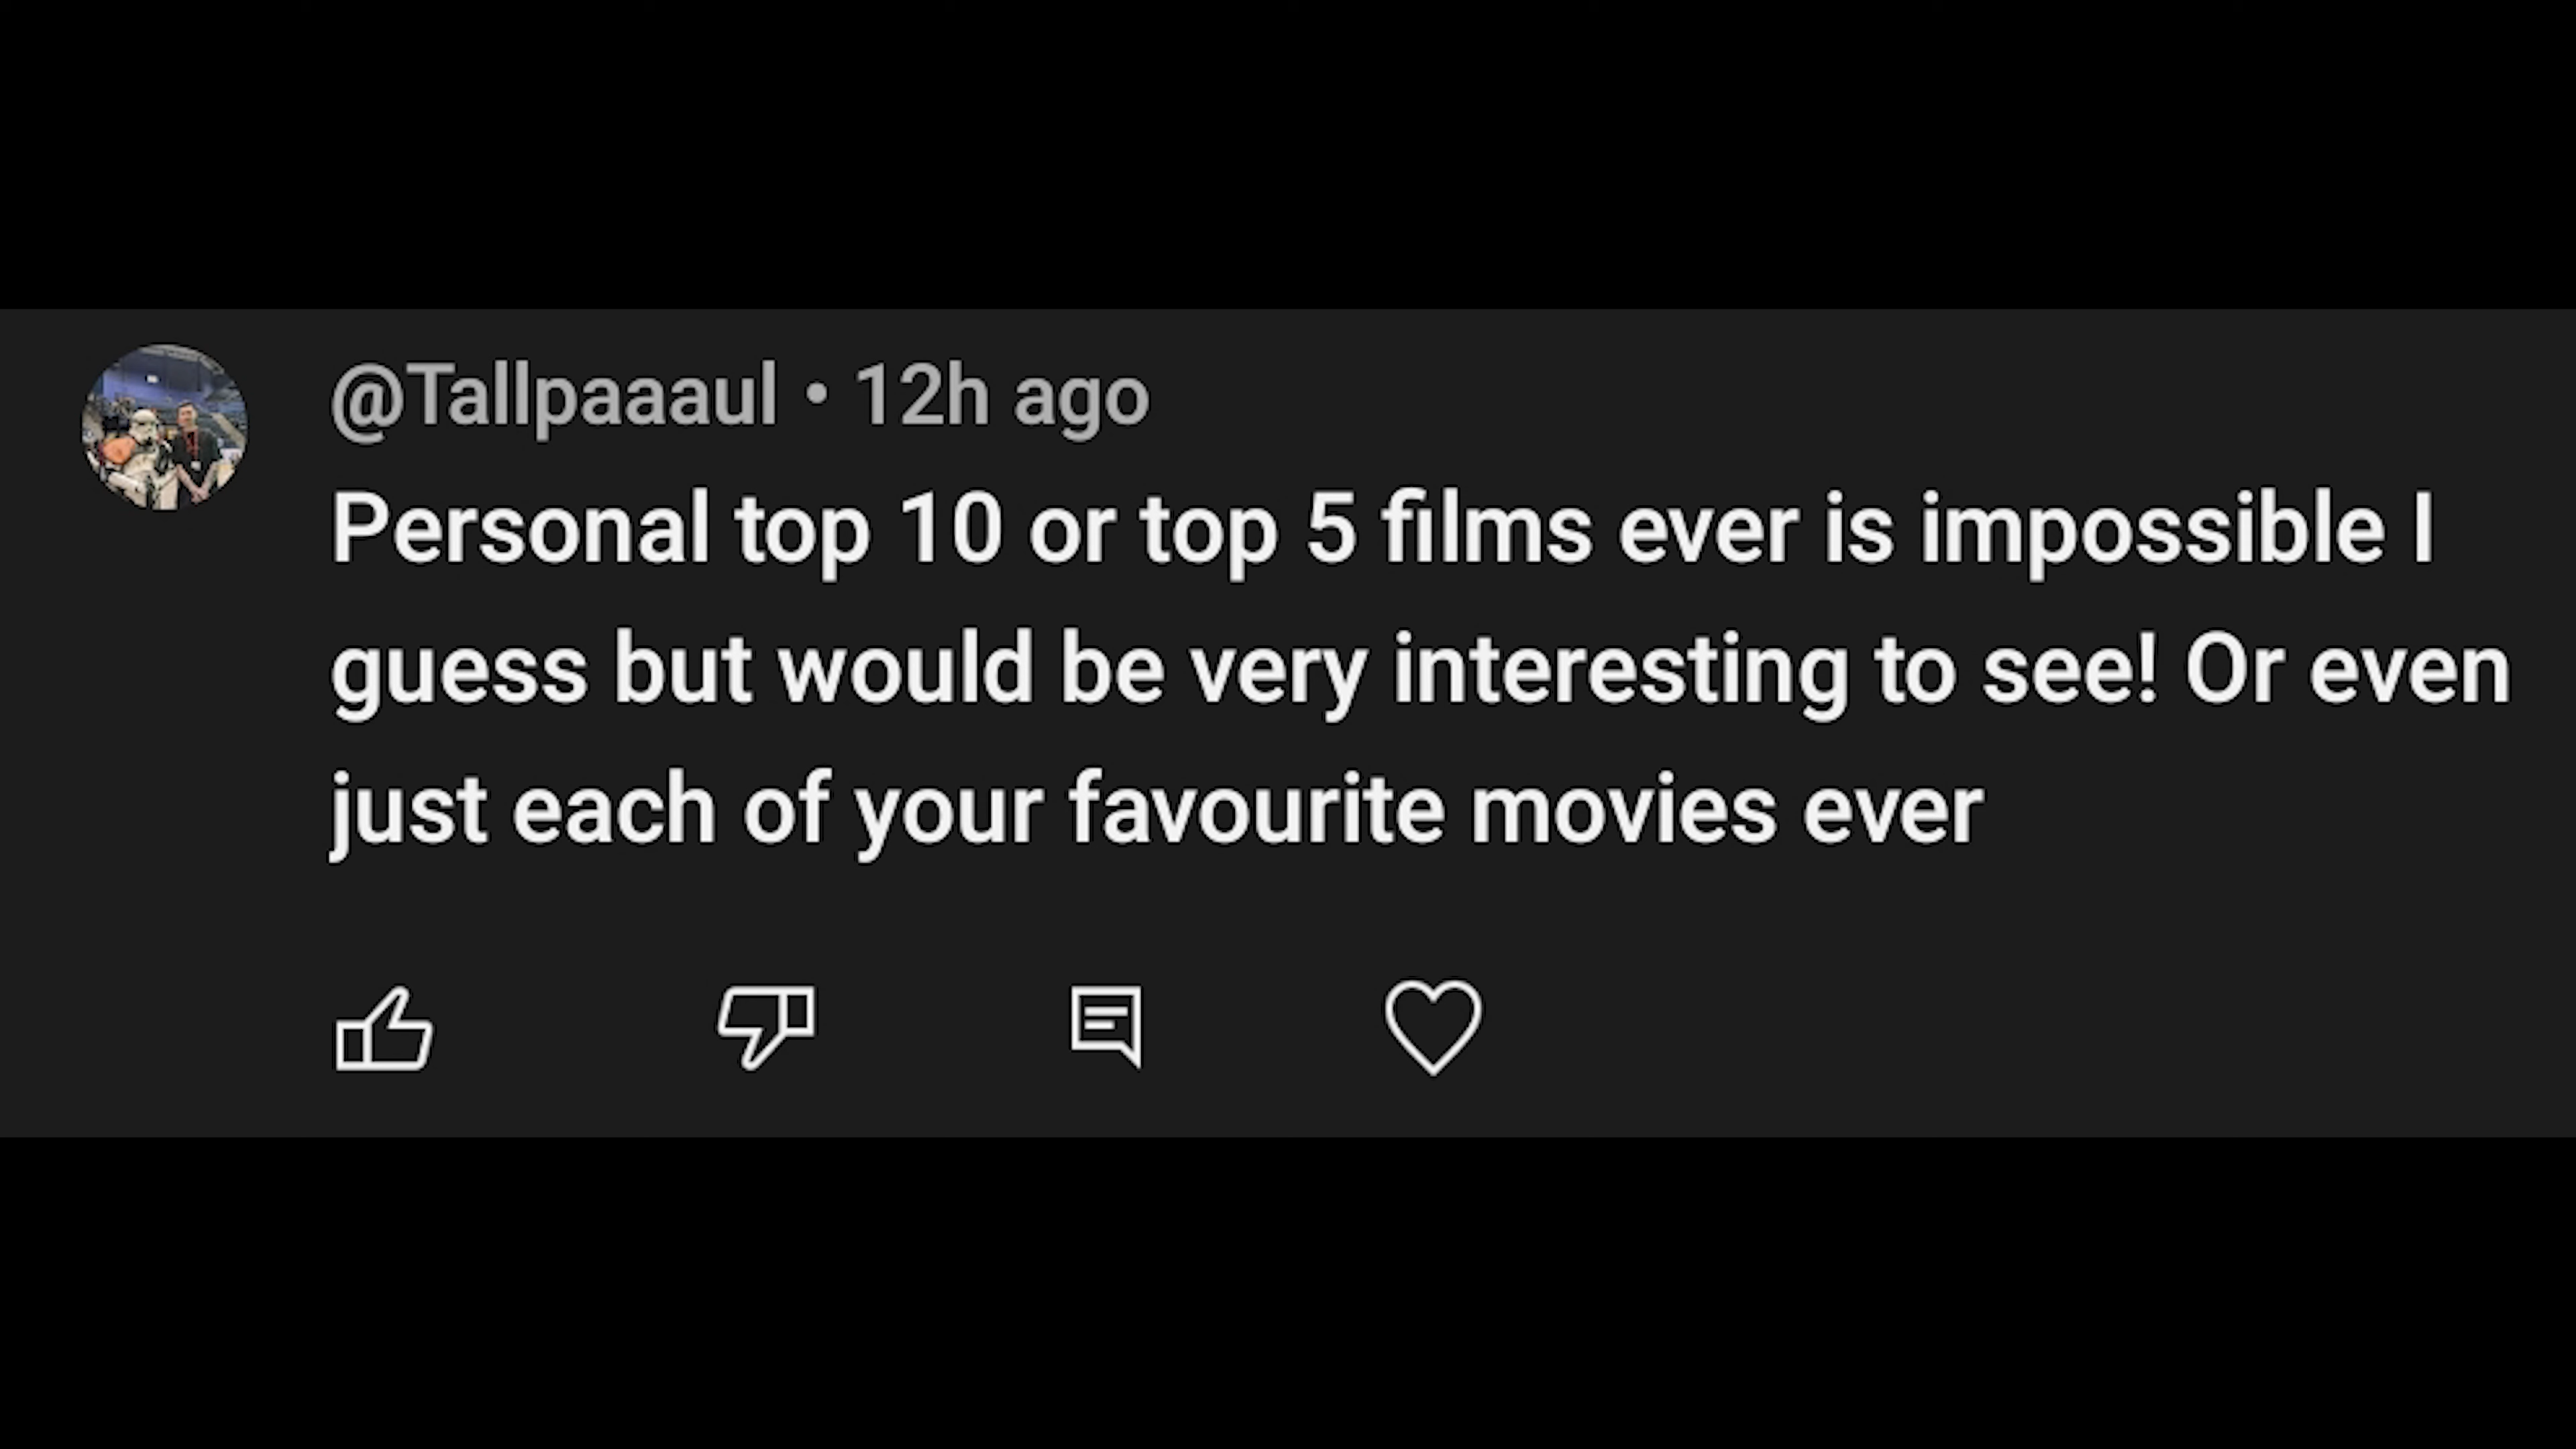 @Tallpaaaul • 12h ago
Personal top 10 or top 5 films ever is impossible I
guess but would be very interesting to see! Or even
just each of your favourite movies ever